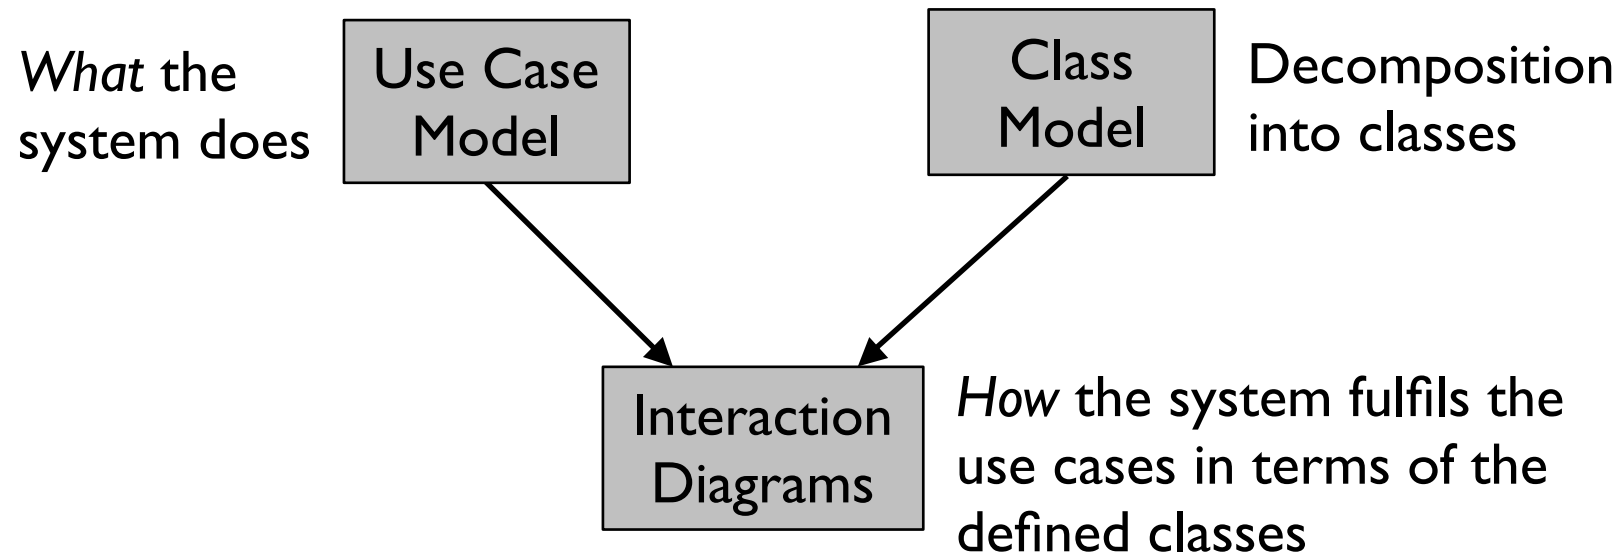 What the
system does
Use Case
Model
Class
Model
Decomposition
into classes
Interaction
Diagrams
How the system fulfils the
use cases in terms of the
defined classes